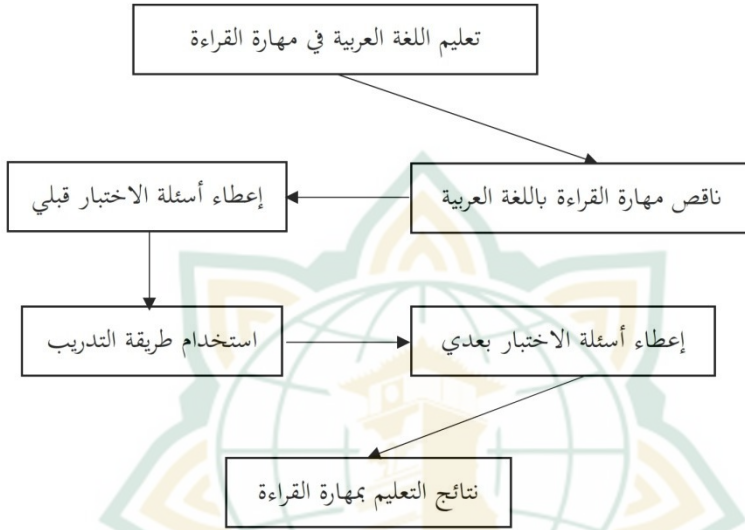 تعليم اللغة العربية في مهارة القراءة
ناقص مهارة القراءة باللغة العربية
إعطاء أسئلة الاختبار قبلي
استخدام طريقة التدريب
إعطاء أسئلة الاختبار بعدي
نتائج التعليم بمهارة القراءة